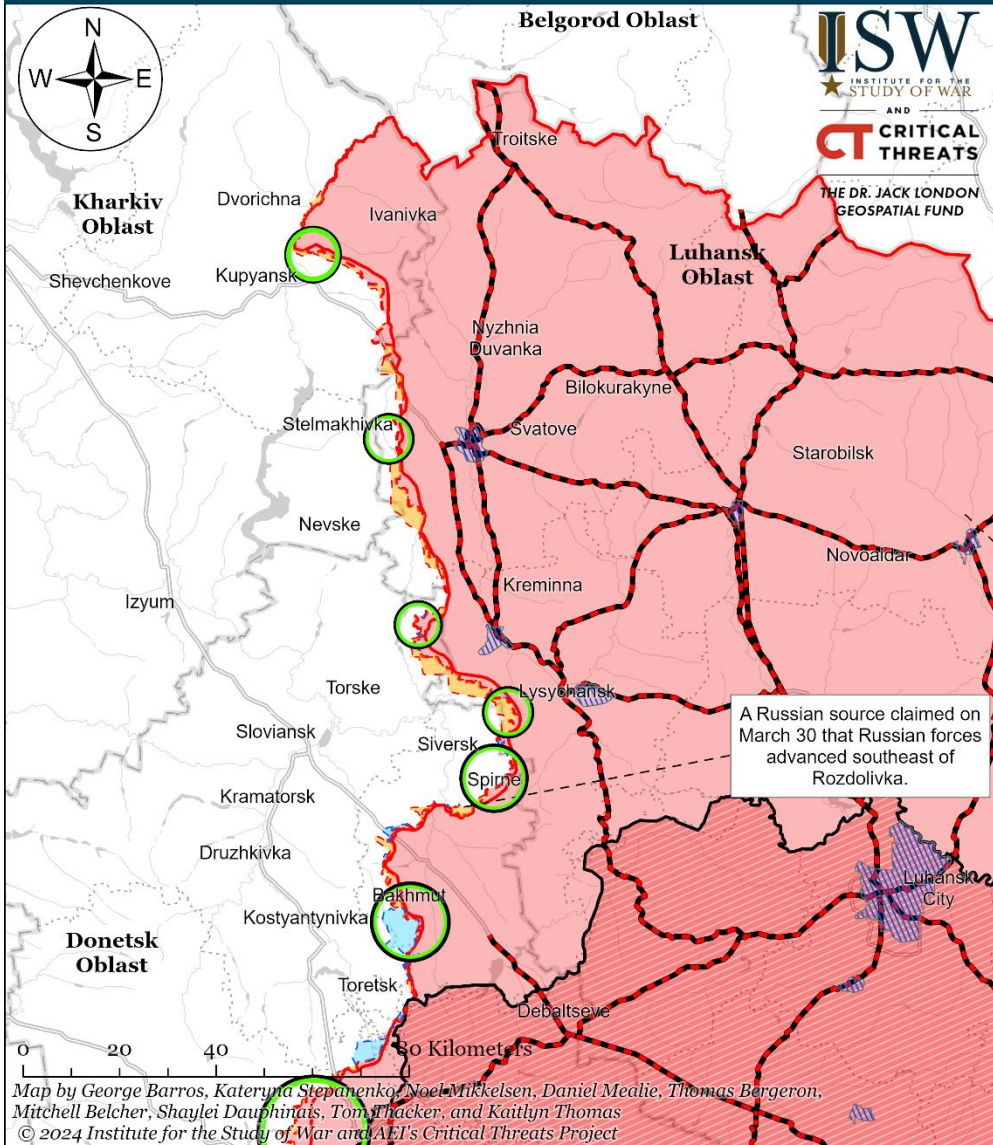 Belgorod Oblast
N
W E
S
ISW
INSTITUTE FOR THE
STUDY OF WAR
AND
CT CRITICAL
THREATS
THE DR. JACK LONDON
GEOSPATIAL FUND
Troitske
Kharkiv
Oblast
Dvorichna
Ivanivka
Luhansk
Oblast
Shevchenkove
Kupyansk
Nyzhnia
Duvanka
Bilokurakyne
Stelmakhivka
Svatove
Starobilsk
Nevske
Novoaidar
Izyum
Kreminna
Torske
Lysychansk
A Russian source claimed on
March 30 that Russian forces
advanced southeast of
Rozdolivka.
Sloviansk
Siversk
Spirne
Kramatorsk
Druzhkivka
Luhansk
City
Bakhmut
Kostyantynivka
Donetsk
Oblast
Toretsk
Debaltseve
0 20 40 80 Kilometers
Map by George Barros, Kateryna Stepanenko, Noel Mikkelsen, Daniel Mealie, Thomas Bergeron,
Mitchell Belcher, Shaylei Dauphinais, Tom Thacker, and Kaitlyn Thomas
© 2024 Institute for the Study of War and AEI's Critical Threats Project